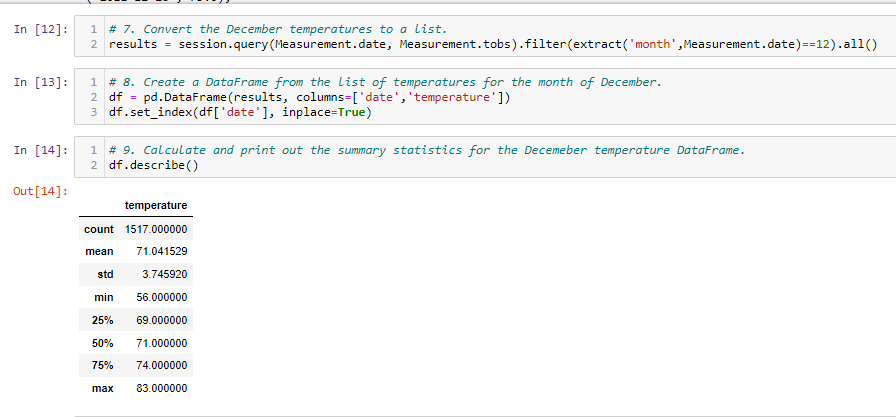 In [12]:
1 # 7. Convert the December temperatures to a list.
2 results = session.query(Measurement.date, Measurement.tobs).filter(extract('month',Measurement.date)==12).all()
In [13]:
1 # 8. Create a DataFrame from the list of temperatures for the month of December.
2 df = pd.DataFrame(results, columns=['date','temperature'])
3 df.set_index(df['date'], inplace=True)
In [14]:
1 # 9. Calculate and print out the summary statistics for the Decemeber temperature DataFrame.
2 df.describe()
Out[14]:
temperature
count 1517.000000
mean 71.041529
std 3.745920
min 56.000000
25% 69.000000
50% 71.000000
75% 74.000000
max 83.000000